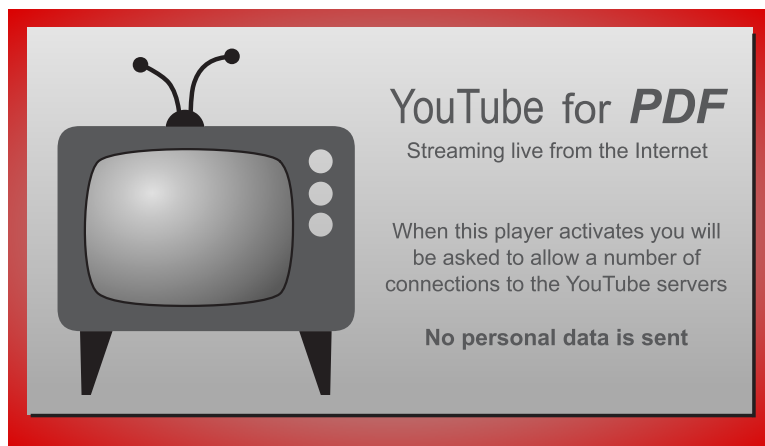 YouTube for PDF
Streaming live from the Internet
When this player activates you will
be asked to allow a number of
connections to the YouTube servers
No personal data is sent